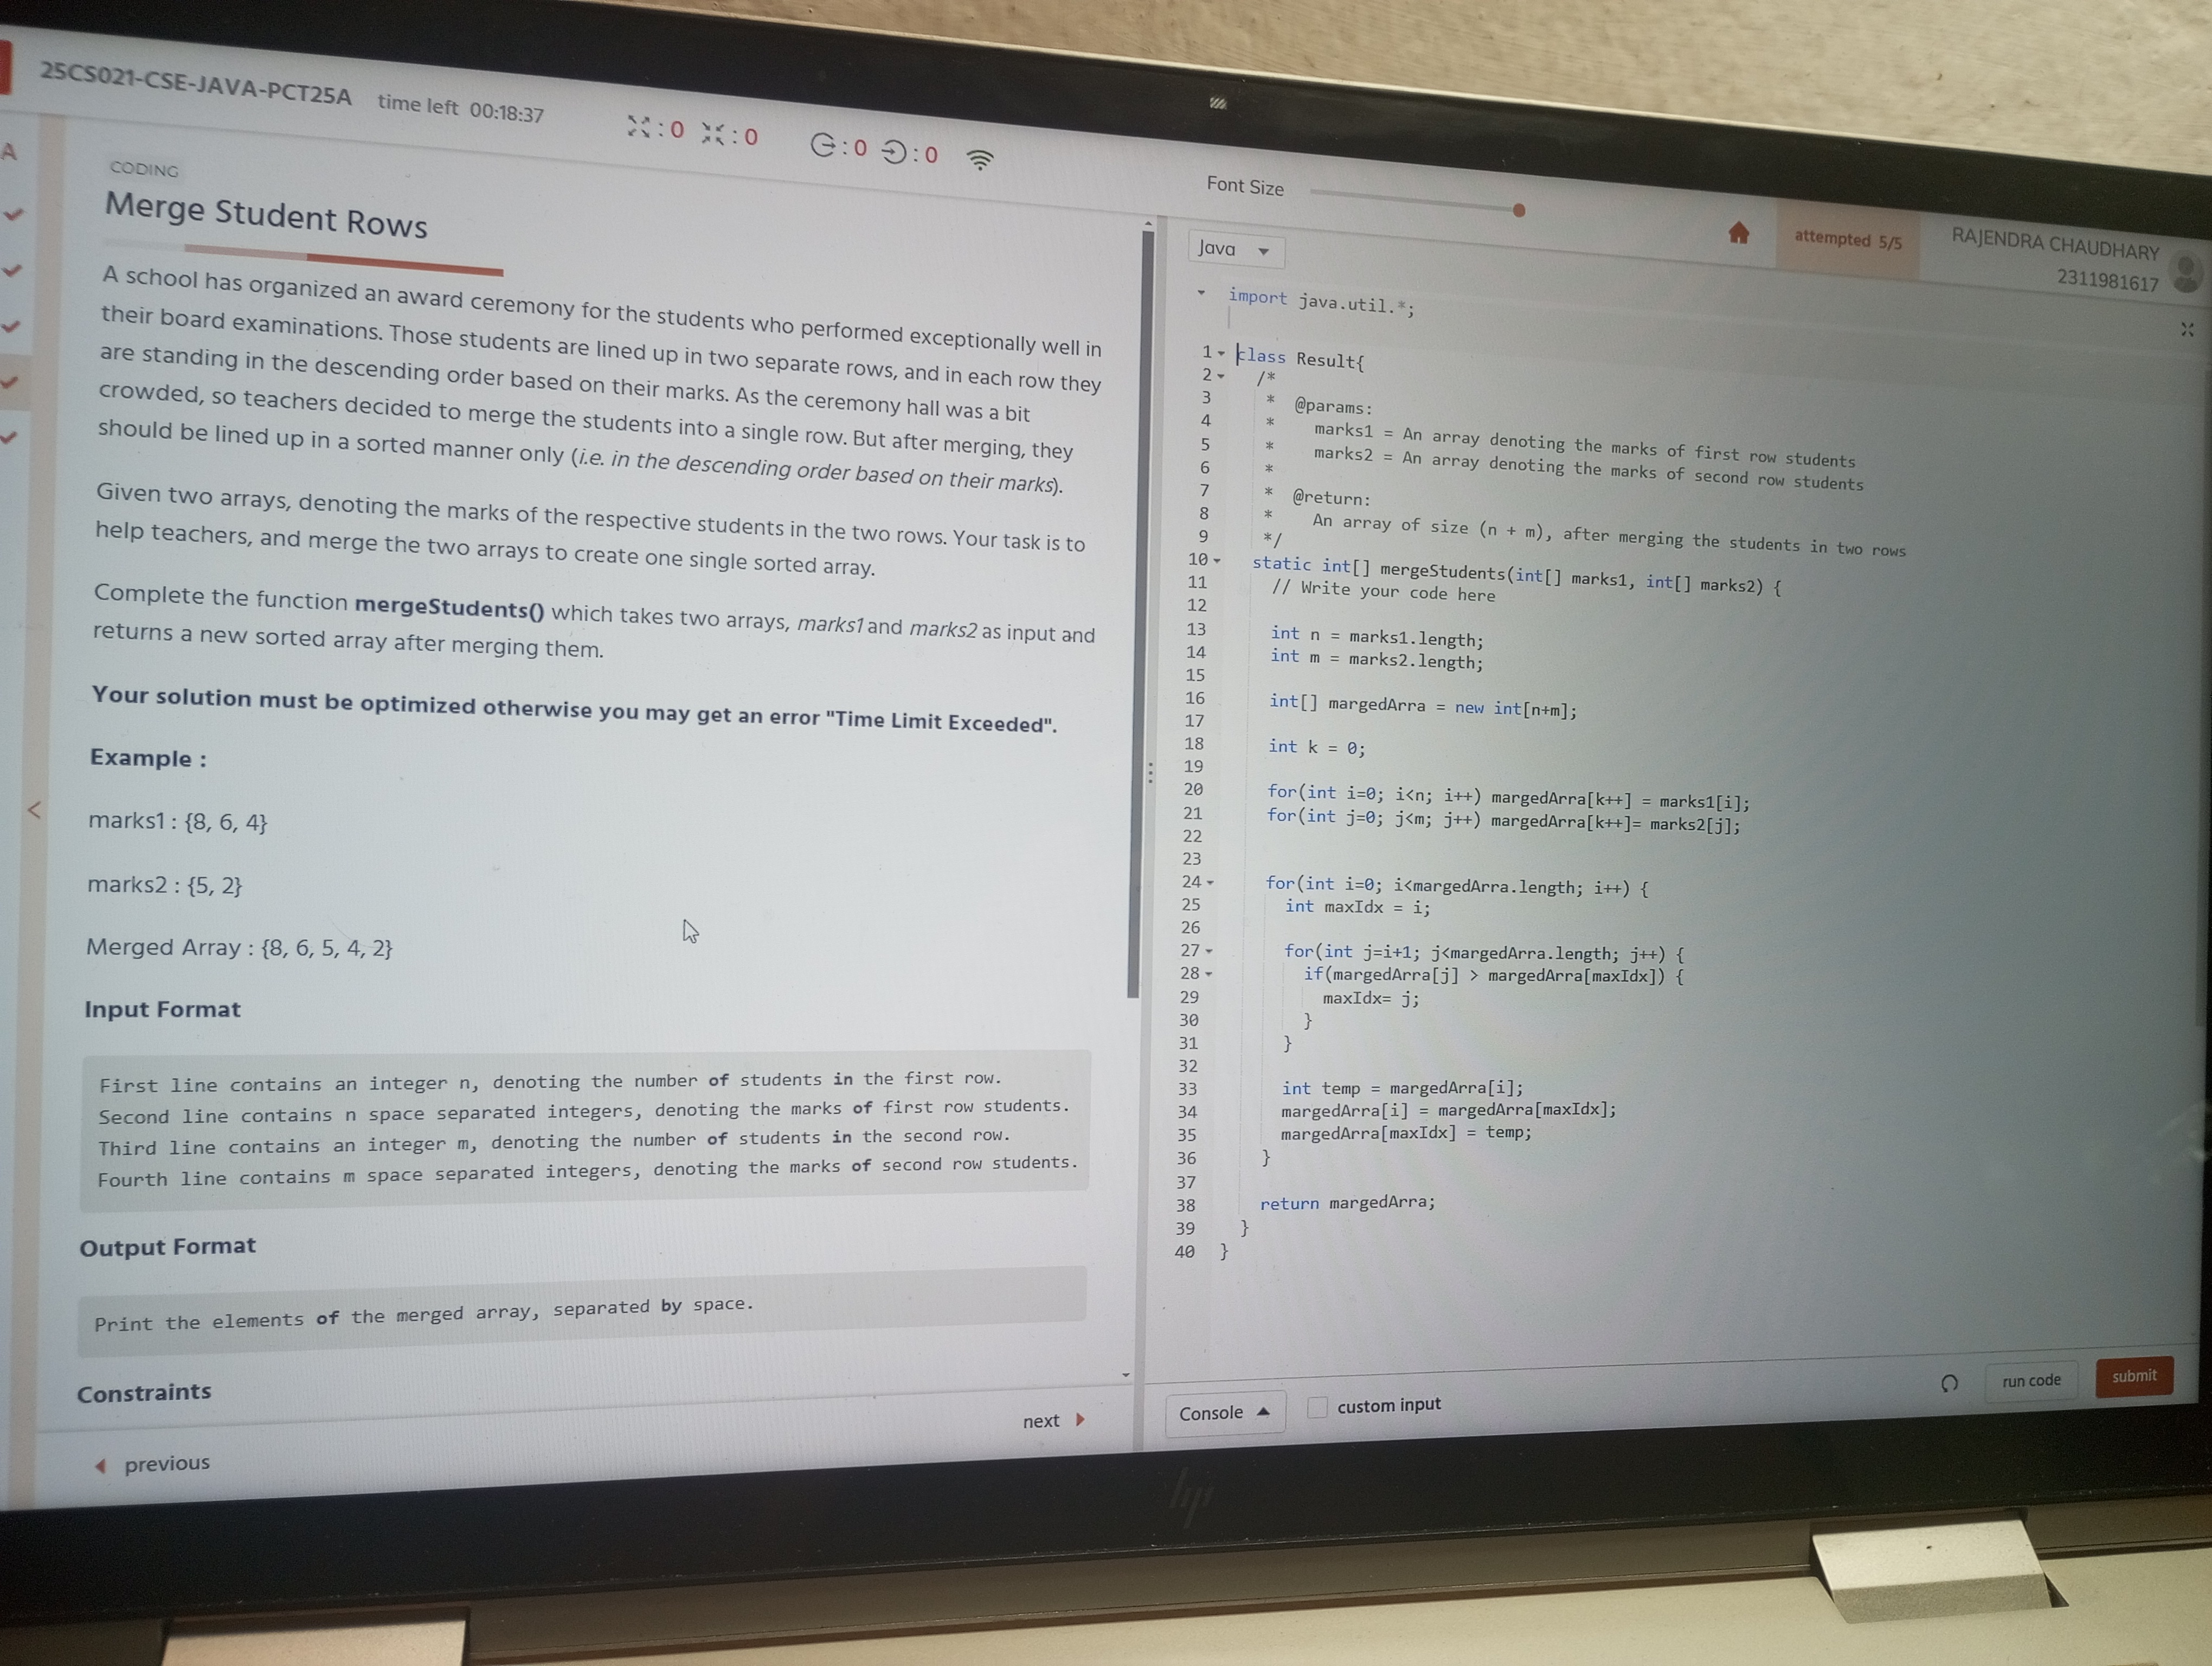 25CS021-CSE-JAVA-PCT25A time left 00:18:37
:0 :0 :0 :0
A
CODING
Merge Student Rows
A school has organized an award ceremony for the students who performed exceptionally well in
their board examinations. Those students are lined up in two separate rows, and in each row they
are standing in the descending order based on their marks. As the ceremony hall was a bit
crowded, so teachers decided to merge the students into a single row. But after merging, they
should be lined up in a sorted manner only (i.e. in the descending order based on their marks).
Given two arrays, denoting the marks of the respective students in the two rows. Your task is to
help teachers, and merge the two arrays to create one single sorted array.
Complete the function mergeStudents() which takes two arrays, marks1 and marks2 as input and
returns a new sorted array after merging them.
Your solution must be optimized otherwise you may get an error "Time Limit Exceeded".
Example :
marks1 : {8, 6, 4}
marks2 : {5, 2}
Merged Array : {8, 6, 5, 4, 2}
Input Format
First line contains an integer n, denoting the number of students in the first row.
Second line contains n space separated integers, denoting the marks of first row students.
Third line contains an integer m, denoting the number of students in the second row.
Fourth line contains m space separated integers, denoting the marks of second row students.
Output Format
Print the elements of the merged array, separated by space.
Constraints
next
previous
Font Size
attempted 5/5
RAJENDRA CHAUDHARY
2311981617
Java
import java.util.*;
1 class Result{
2 /*
3 * @params:
4 * marks1 = An array denoting the marks of first row students
5 * marks2 = An array denoting the marks of second row students
6 *
7 * @return:
8 * An array of size (n + m), after merging the students in two rows
9 */
10 static int[] mergeStudents(int[] marks1, int[] marks2) {
11 // Write your code here
12
13 int n = marks1.length;
14 int m = marks2.length;
15
16 int[] margedArra = new int[n+m];
17
18 int k = 0;
19
20 for(int i=0; i<n; i++) margedArra[k++] = marks1[i];
21 for(int j=0; j<m; j++) margedArra[k++]= marks2[j];
22
23
24 for(int i=0; i<margedArra.length; i++) {
25 int maxIdx = i;
26
27 for(int j=i+1; j<margedArra.length; j++) {
28 if(margedArra[j] > margedArra[maxIdx]) {
29 maxIdx= j;
30 }
31 }
32
33 int temp = margedArra[i];
34 margedArra[i] = margedArra[maxIdx];
35 margedArra[maxIdx] = temp;
36 }
37
38 return margedArra;
39 }
40 }
Console custom input run code submit
hp